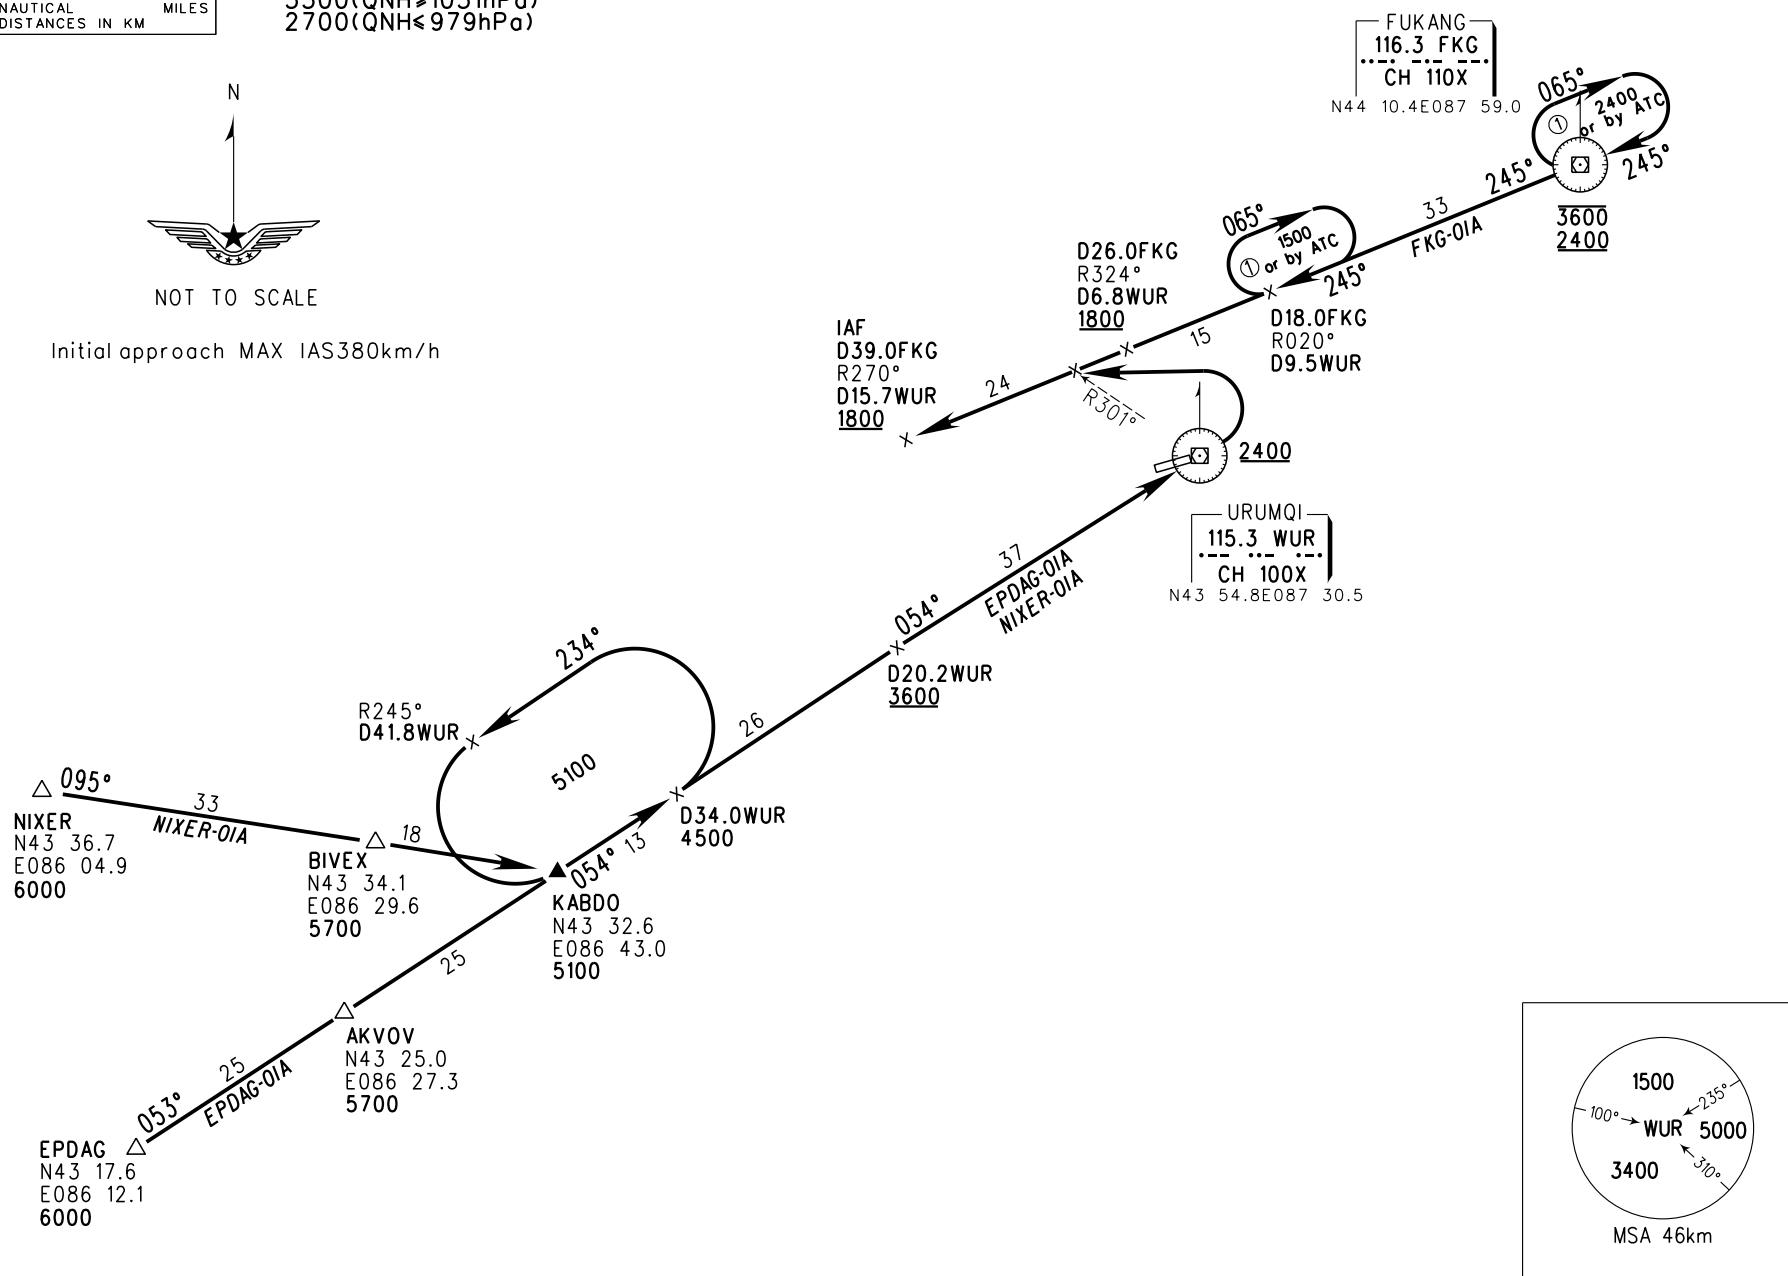 NAUTICAL MILES
DISTANCES IN KM
2700(QNH≤979hPa)
N
NOT TO SCALE
Initial approach MAX IAS380km/h
FUKANG
116.3 FKG
CH 110X
N44 10.4E087 59.0
065°
2400
① or by ATC
245°
245°
3600
2400
33
FKG-01A
065°
1500
① or by ATC
245°
D26.0FKG
R324°
D6.8WUR
1800
D18.0FKG
R020°
D9.5WUR
15
IAF
D39.0FKG
R270°
D15.7WUR
1800
24
R301°
2400
URUMQI
115.3 WUR
CH 100X
N43 54.8E087 30.5
37
EPDAG-01A
NIXER-01A
054°
D20.2WUR
3600
26
234°
R245°
D41.8WUR
5100
D34.0WUR
4500
13
054°
095°
33
NIXER-01A
NIXER
N43 36.7
E086 04.9
6000
18
BIVEX
N43 34.1
E086 29.6
5700
KABDO
N43 32.6
E086 43.0
5100
25
AKVOV
N43 25.0
E086 27.3
5700
25
EPDAG-01A
053°
EPDAG
N43 17.6
E086 12.1
6000
1500
235°
100°
WUR 5000
3400
310°
MSA 46km